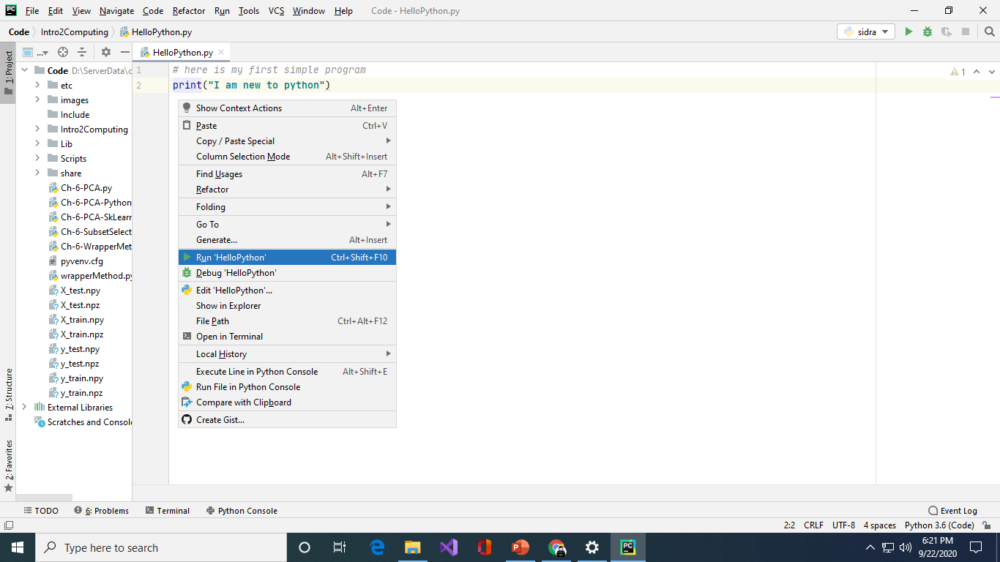 PC File Edit View Navigate Code Refactor Run Tools VCS Window Help Code - HelloPython.py
Code Intro2Computing HelloPython.py sidra
1: Project ... HelloPython.py
Code D:\ServerData\c
etc
images
Include
Intro2Computing
Lib
Scripts
share
Ch-6-PCA.py
Ch-6-PCA-Python
Ch-6-PCA-SkLearn
Ch-6-SubsetSelect
Ch-6-WrapperMet
pyvenv.cfg
wrapperMethod.py
X_test.npy
X_test.npz
X_train.npy
X_train.npz
y_test.npy
y_test.npz
y_train.npy
y_train.npz
External Libraries
Scratches and Consol
7: Structure
2: Favorites
1 # here is my first simple program
2 print("I am new to python")
1
Show Context Actions Alt+Enter
Paste Ctrl+V
Copy / Paste Special
Column Selection Mode Alt+Shift+Insert
Find Usages Alt+F7
Refactor
Folding
Go To
Generate... Alt+Insert
Run 'HelloPython' Ctrl+Shift+F10
Debug 'HelloPython'
Edit 'HelloPython'...
Show in Explorer
File Path Ctrl+Alt+F12
Open in Terminal
Local History
Execute Line in Python Console Alt+Shift+E
Run File in Python Console
Compare with Clipboard
Create Gist...
TODO 6: Problems Terminal Python Console Event Log
2:2 CRLF UTF-8 4 spaces Python 3.6 (Code)
Type here to search PC 6:21 PM
9/22/2020